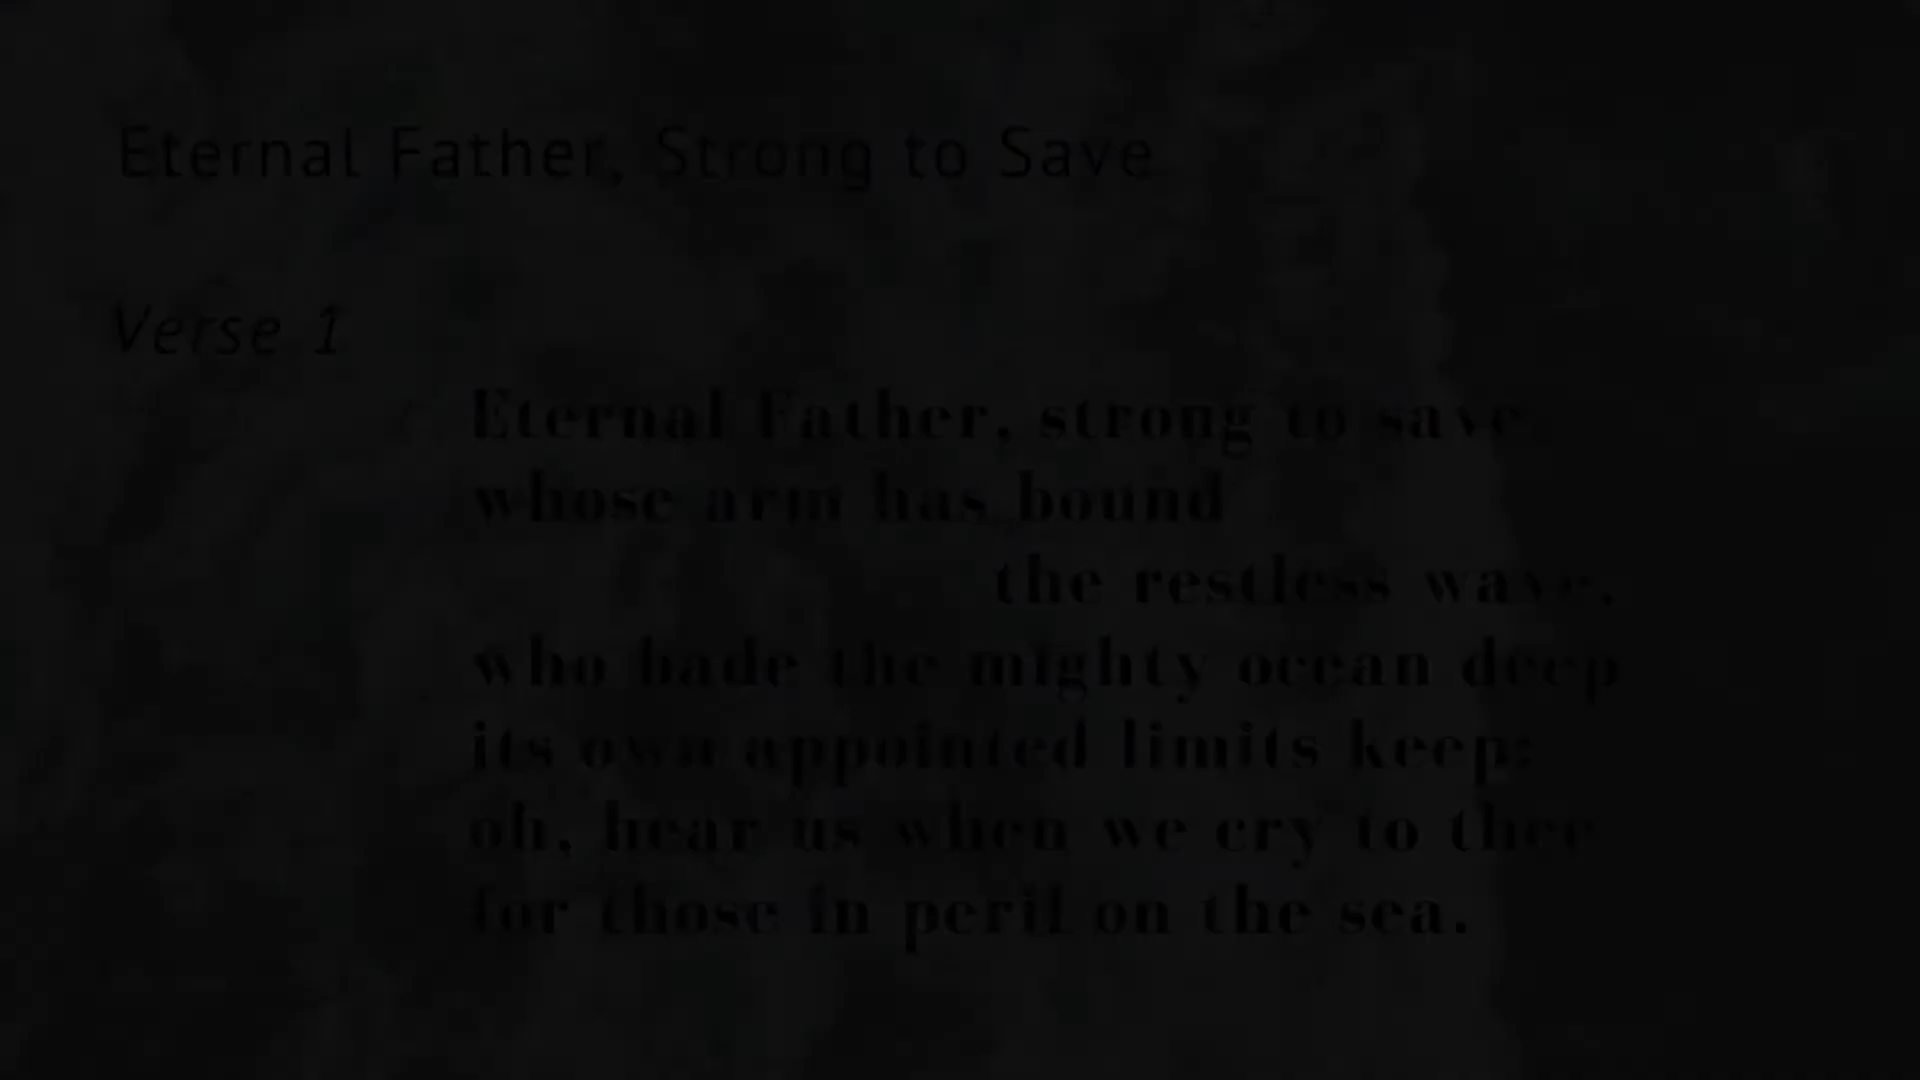 Eternal Father, Strong to Save
Verse 1
Eternal Father, strong to save
whose arm has bound
the restless wave,
who bade the mighty ocean deep
its own appointed limits keep;
oh, hear us when we cry to thee
for those in peril on the sea.